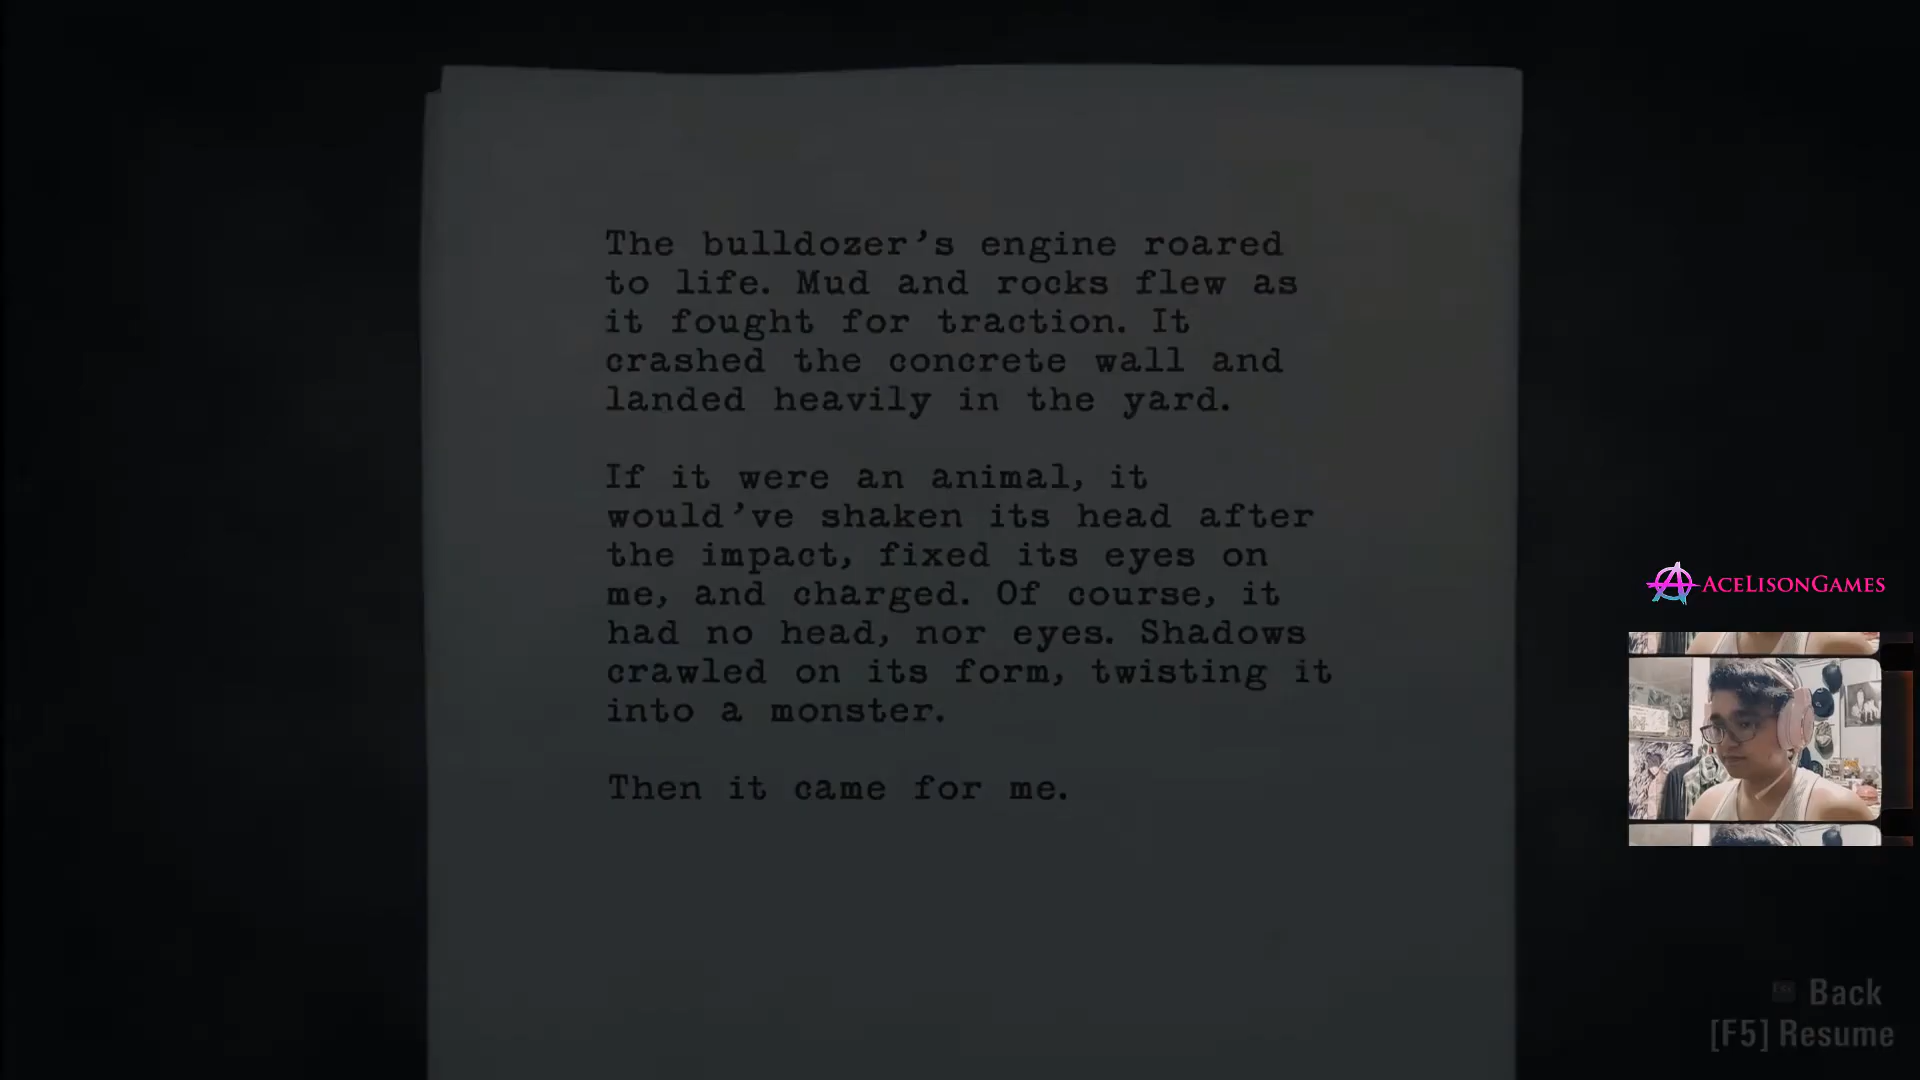 The bulldozer’s engine roared
to life. Mud and rocks flew as
it fought for traction. It
crashed the concrete wall and
landed heavily in the yard.
If it were an animal, it
would’ve shaken its head after
the impact, fixed its eyes on
me, and charged. Of course, it
had no head, nor eyes. Shadows
crawled on its form, twisting it
into a monster.
Then it came for me.
ACELISONGAMES
Esc Back
[F5] Resume